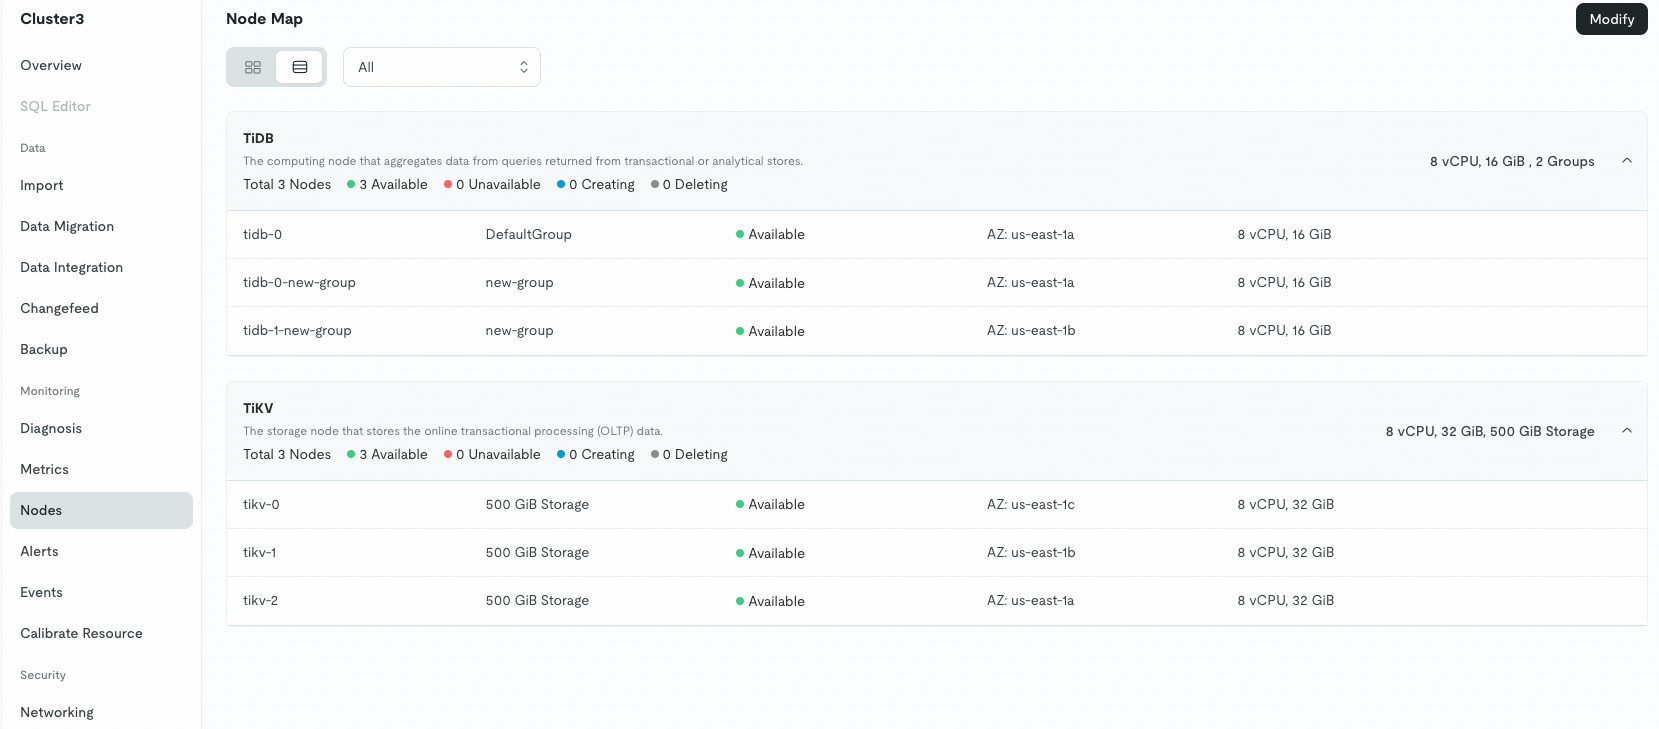 Cluster3
Overview
SQL Editor
Data
Import
Data Migration
Data Integration
Changefeed
Backup
Monitoring
Diagnosis
Metrics
Nodes
Alerts
Events
Calibrate Resource
Security
Networking
Node Map
Modify
All
TiDB
The computing node that aggregates data from queries returned from transactional or analytical stores.
Total 3 Nodes 3 Available 0 Unavailable 0 Creating 0 Deleting
8 vCPU, 16 GiB , 2 Groups
tidb-0 DefaultGroup Available AZ: us-east-1a 8 vCPU, 16 GiB
tidb-0-new-group new-group Available AZ: us-east-1a 8 vCPU, 16 GiB
tidb-1-new-group new-group Available AZ: us-east-1b 8 vCPU, 16 GiB
TiKV
The storage node that stores the online transactional processing (OLTP) data.
Total 3 Nodes 3 Available 0 Unavailable 0 Creating 0 Deleting
8 vCPU, 32 GiB, 500 GiB Storage
tikv-0 500 GiB Storage Available AZ: us-east-1c 8 vCPU, 32 GiB
tikv-1 500 GiB Storage Available AZ: us-east-1b 8 vCPU, 32 GiB
tikv-2 500 GiB Storage Available AZ: us-east-1a 8 vCPU, 32 GiB